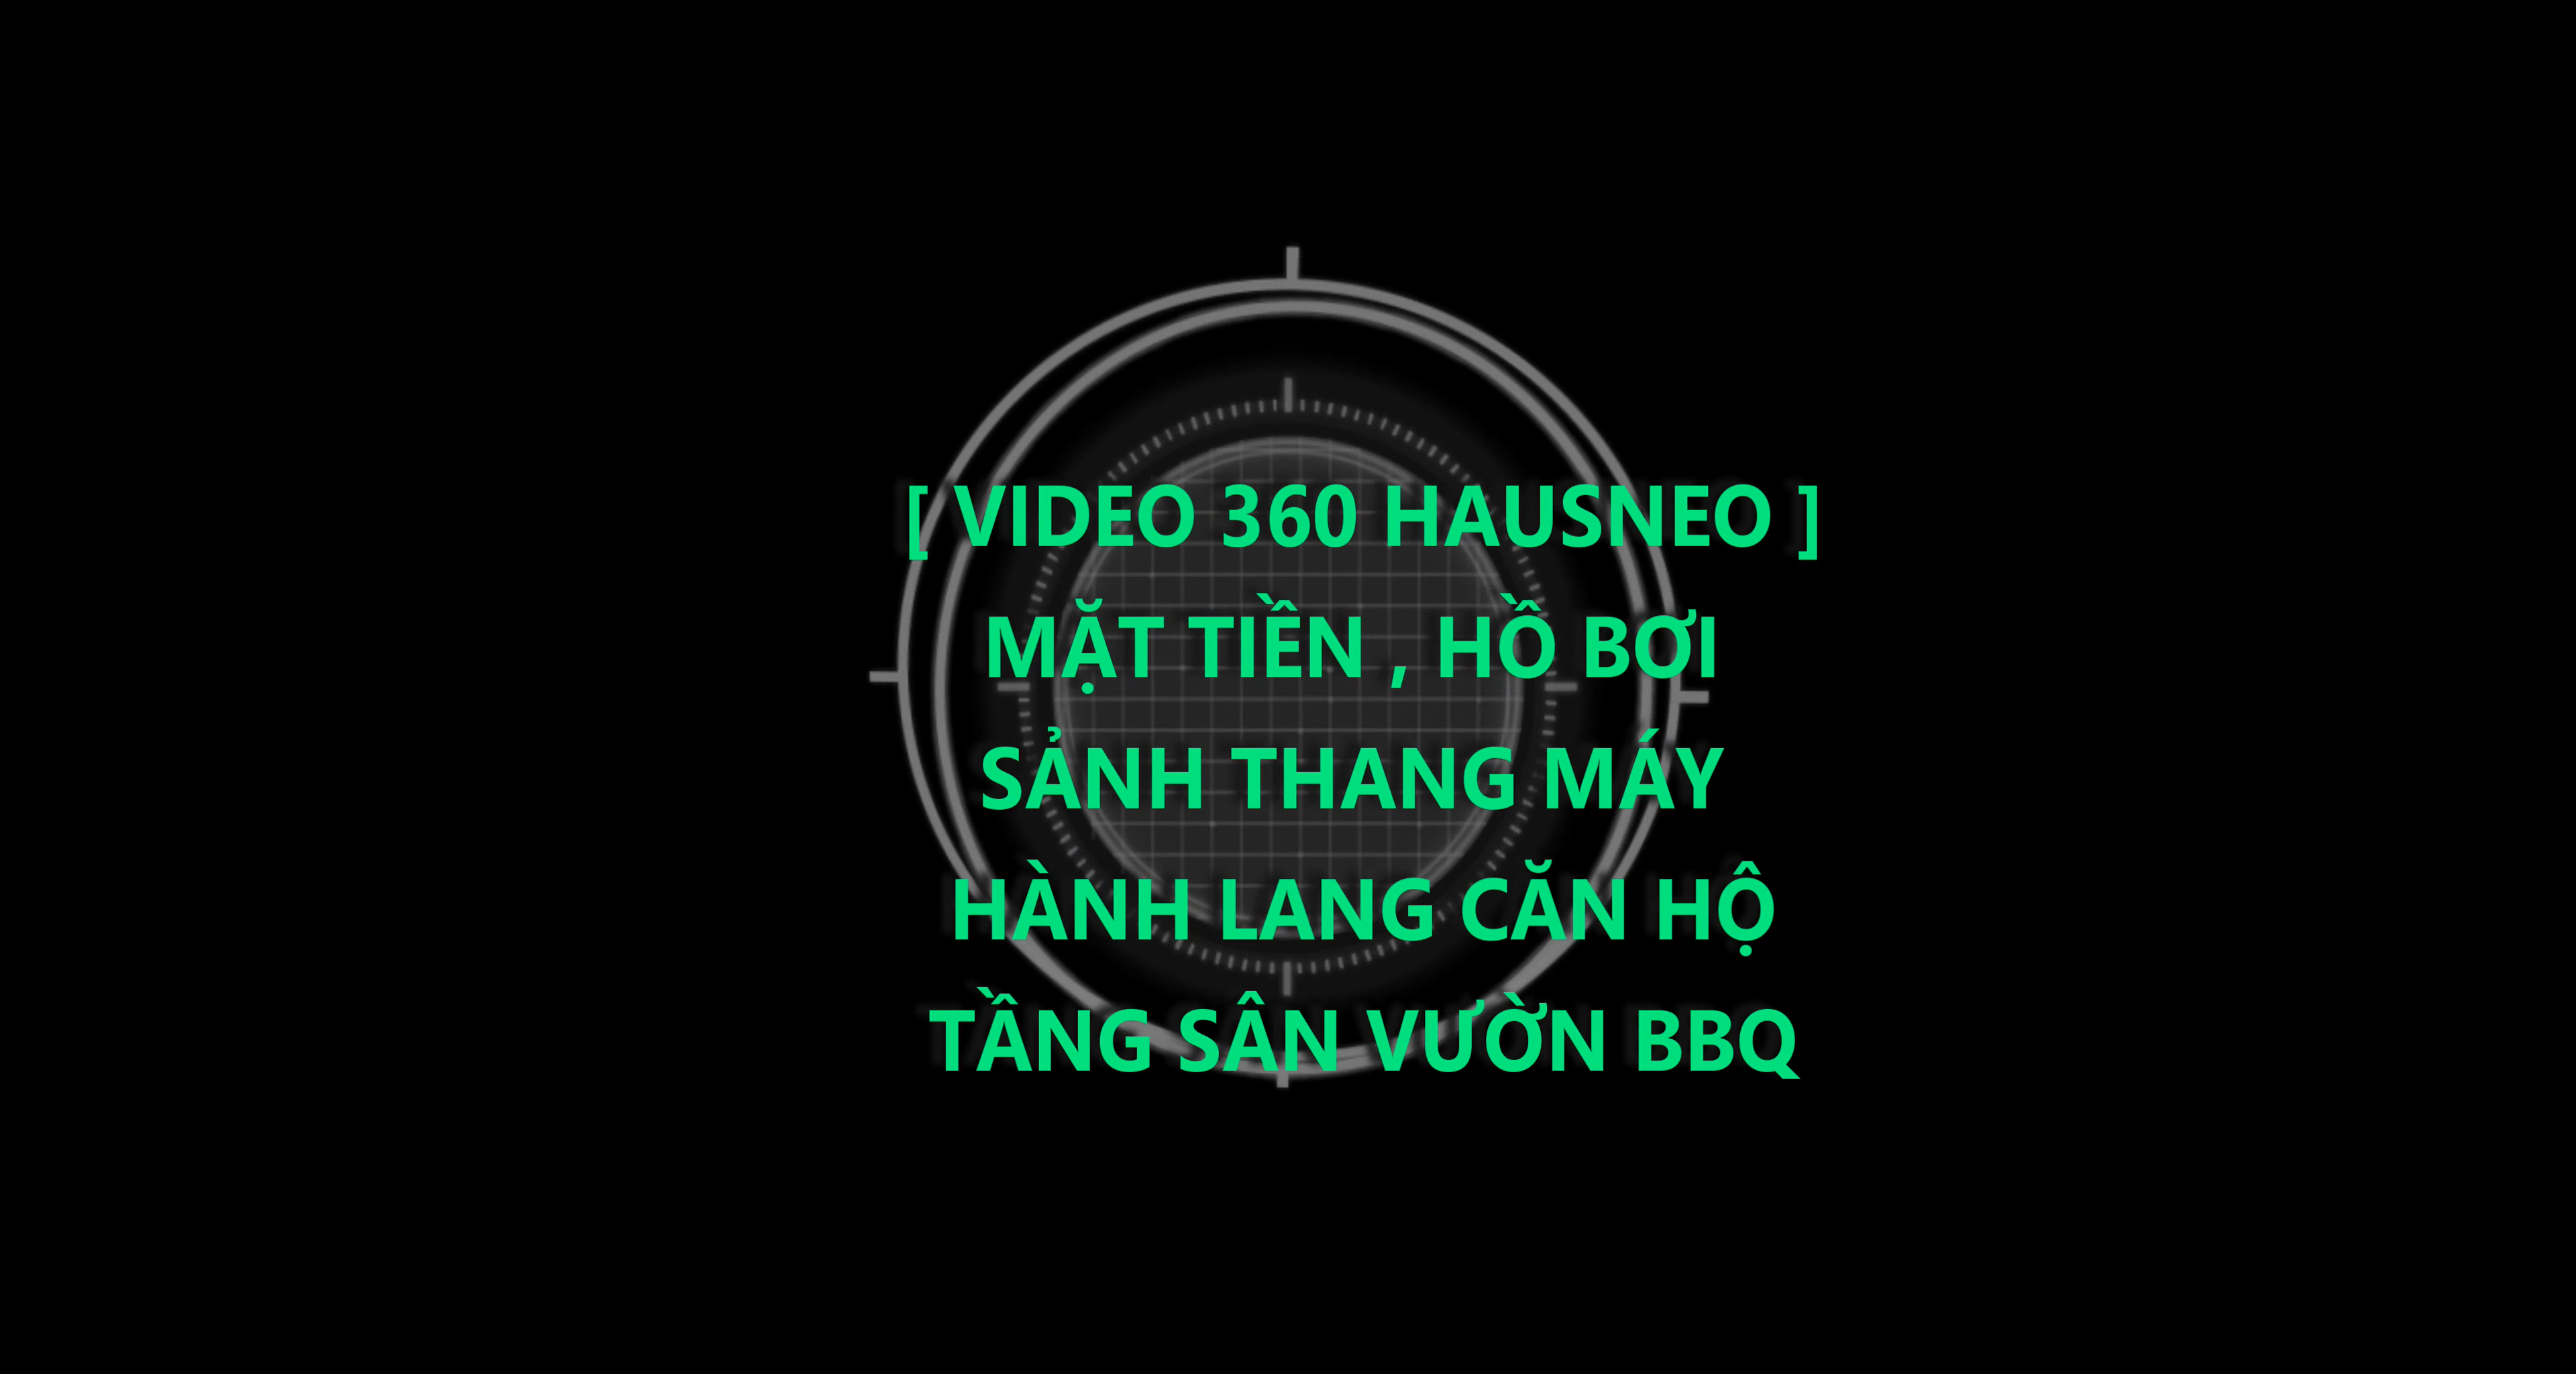 [ VIDEO 360 HAUSNEO ]
MẶT TIỀN , HỒ BƠI
SẢNH THANG MÁY
HÀNH LANG CĂN HỘ
TẦNG SÂN VƯỜN BBQ